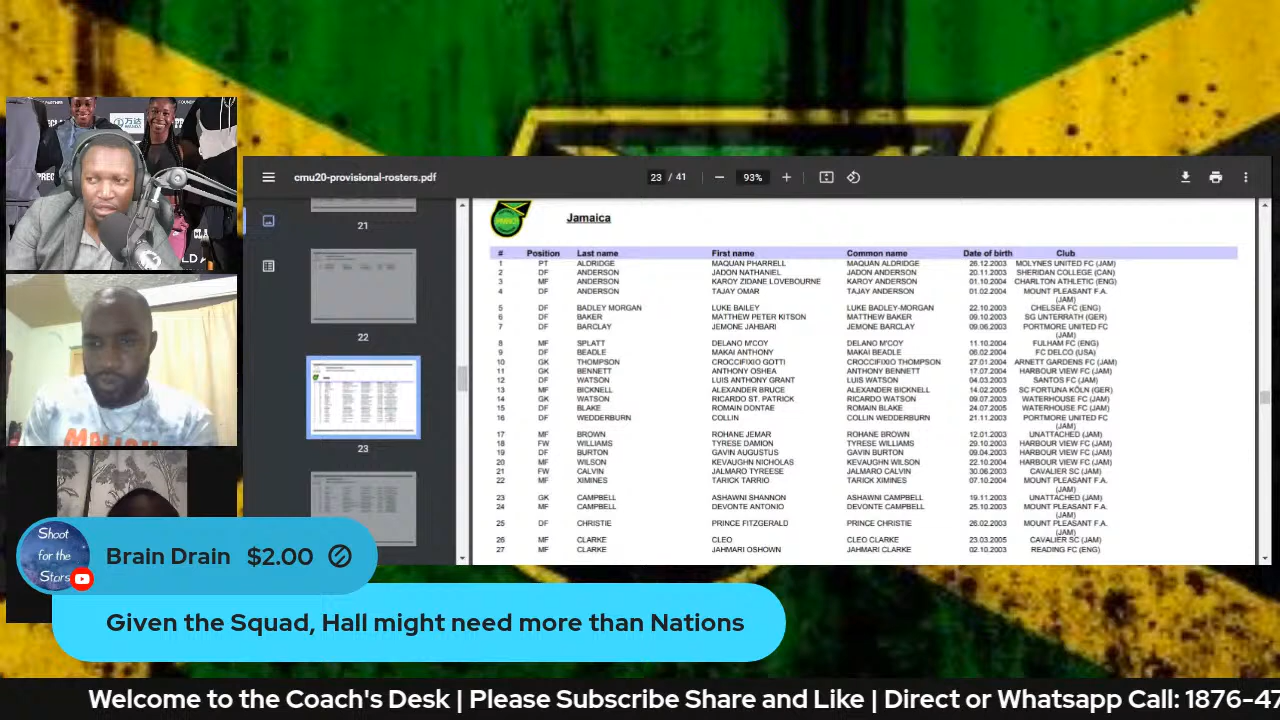 万达
cmu20-provisional-rosters.pdf
23 / 41
93%
21
22
23
Jamaica
# Position Last name First name Common name Date of birth Club
1 PT ALDRIDGE MAQUAN PHARRELL MAQUAN ALDRIDGE 26.12.2003 MOLYNES UNITED FC (JAM)
2 DF ANDERSON JADON NATHANIEL JADON ANDERSON 20.11.2003 SHERIDAN COLLEGE (CAN)
3 MF ANDERSON KAROY ZIDANE LOVEBOURNE KAROY ANDERSON 01.10.2004 CHARLTON ATHLETIC (ENG)
4 DF ANDERSON TAJAY OMAR TAJAY ANDERSON 01.02.2004 MOUNT PLEASANT F.A.
(JAM)
5 DF BADLEY MORGAN LUKE BAILEY LUKE BADLEY-MORGAN 22.10.2003 CHELSEA FC (ENG)
6 DF BAKER MATTHEW PETER KITSON MATTHEW BAKER 09.10.2003 SG UNTERRATH (GER)
7 DF BARCLAY JEMONE JAHBARI JEMONE BARCLAY 09.06.2003 PORTMORE UNITED FC
(JAM)
8 MF SPLATT DELANO M'COY DELANO M'COY 11.10.2004 FULHAM FC (ENG)
9 DF BEADLE MAKAI ANTHONY MAKAI BEADLE 06.02.2004 FC DELCO (USA)
10 GK THOMPSON CROCCIFIXIO GOTTI CROCCIFIXIO THOMPSON 27.01.2004 ARNETT GARDENS FC (JAM)
11 GK BENNETT ANTHONY OSHEA ANTHONY BENNETT 17.07.2004 HARBOUR VIEW FC (JAM)
12 DF WATSON LUIS ANTHONY GRANT LUIS WATSON 04.03.2003 SANTOS FC (JAM)
13 MF BICKNELL ALEXANDER BRUCE ALEXANDER BICKNELL 14.02.2005 SC FORTUNA KÖLN (GER)
14 GK WATSON RICARDO ST. PATRICK RICARDO WATSON 09.07.2003 WATERHOUSE FC (JAM)
15 DF BLAKE ROMAIN DONTAE ROMAIN BLAKE 24.07.2005 WATERHOUSE FC (JAM)
16 DF WEDDERBURN COLLIN COLLIN WEDDERBURN 21.11.2003 PORTMORE UNITED FC
(JAM)
17 MF BROWN ROHANE JEMAR ROHANE BROWN 12.01.2003 UNATTACHED (JAM)
18 FW WILLIAMS TYRESE DAMION TYRESE WILLIAMS 29.10.2003 HARBOUR VIEW FC (JAM)
19 DF BURTON GAVIN AUGUSTUS GAVIN BURTON 09.04.2003 HARBOUR VIEW FC (JAM)
20 MF WILSON KEVAUGHN NICHOLAS KEVAUGHN WILSON 22.10.2004 HARBOUR VIEW FC (JAM)
21 FW CALVIN JALMARO TYREESE JALMARO CALVIN 30.06.2003 CAVALIER SC (JAM)
22 MF XIMINES TARICK TARRIO TARICK XIMINES 07.10.2004 MOUNT PLEASANT F.A.
(JAM)
23 GK CAMPBELL ASHAWNI SHANNON ASHAWNI CAMPBELL 19.11.2003 UNATTACHED (JAM)
24 MF CAMPBELL DEVONTE ANTONIO DEVONTE CAMPBELL 25.10.2003 MOUNT PLEASANT F.A.
(JAM)
25 DF CHRISTIE PRINCE FITZGERALD PRINCE CHRISTIE 26.02.2003 MOUNT PLEASANT F.A.
(JAM)
26 MF CLARKE CLEO CLEO CLARKE 23.03.2005 CAVALIER SC (JAM)
27 MF CLARKE JAHMARI OSHOWN JAHMARI CLARKE 02.10.2003 READING FC (ENG)
Shoot
for the
Stars
Brain Drain $2.00
Given the Squad, Hall might need more than Nations
Welcome to the Coach's Desk | Please Subscribe Share and Like | Direct or Whatsapp Call: 1876-47